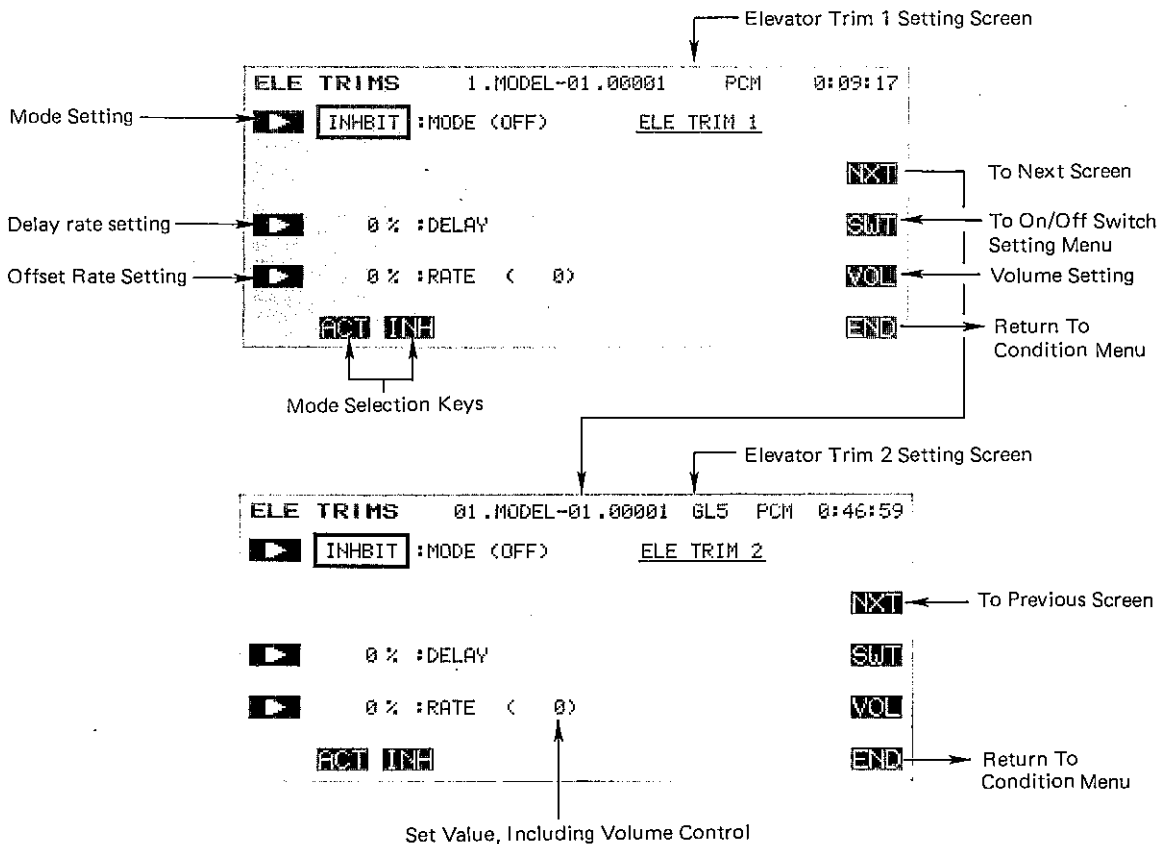 Elevator Trim 1 Setting Screen
ELE TRIMS 1.MODEL-01.00001 PCM 0:09:17
Mode Setting
INHBIT :MODE (OFF) ELE TRIM 1
NXT To Next Screen
Delay rate setting
0 % :DELAY
SWT To On/Off Switch
Setting Menu
Offset Rate Setting
0 % :RATE ( 0)
VOL Volume Setting
ACT INH
END Return To
Condition Menu
Mode Selection Keys
Elevator Trim 2 Setting Screen
ELE TRIMS 01.MODEL-01.00001 GL5 PCM 0:46:59
INHBIT :MODE (OFF) ELE TRIM 2
NXT To Previous Screen
0 % :DELAY SWT
0 % :RATE ( 0) VOL
ACT INH
END Return To
Condition Menu
Set Value, Including Volume Control